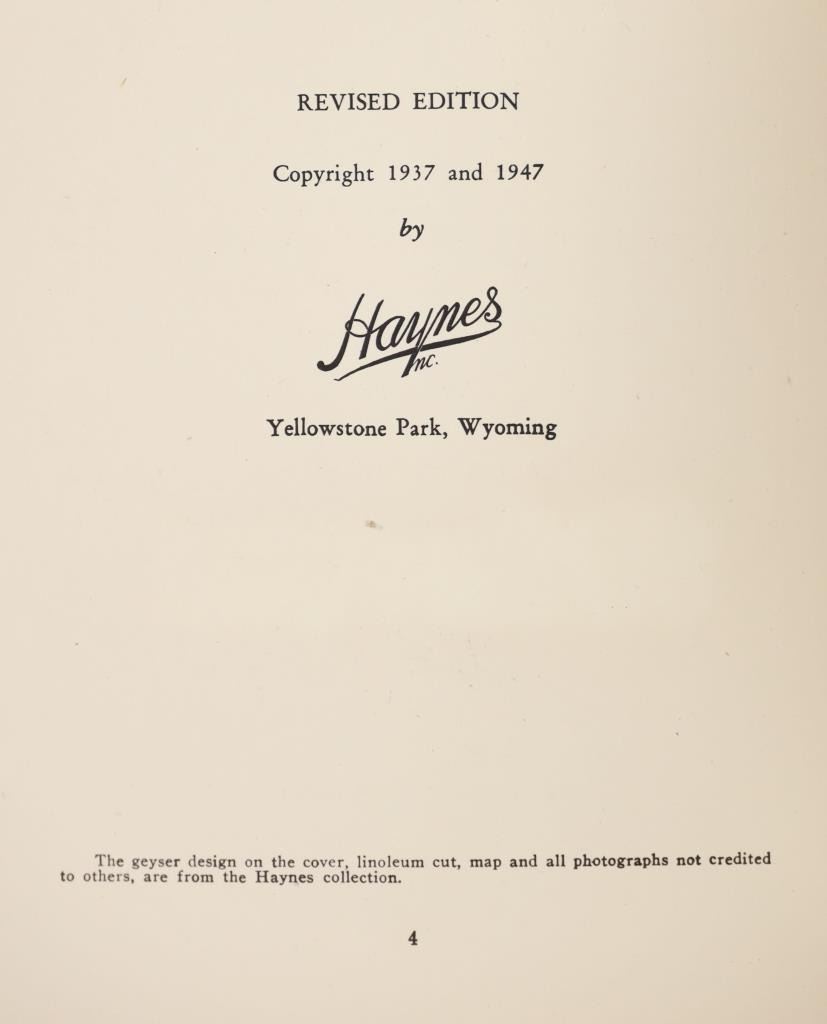 REVISED EDITION
Copyright 1937 and 1947
by
Haynes
Inc.
Yellowstone Park, Wyoming
The geyser design on the cover, linoleum cut, map and all photographs not credited
to others, are from the Haynes collection.
4